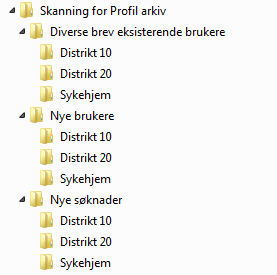 Skanning for Profil arkiv
Diverse brev eksisterende brukere
Distrikt 10
Distrikt 20
Sykehjem
Nye brukere
Distrikt 10
Distrikt 20
Sykehjem
Nye søknader
Distrikt 10
Distrikt 20
Sykehjem